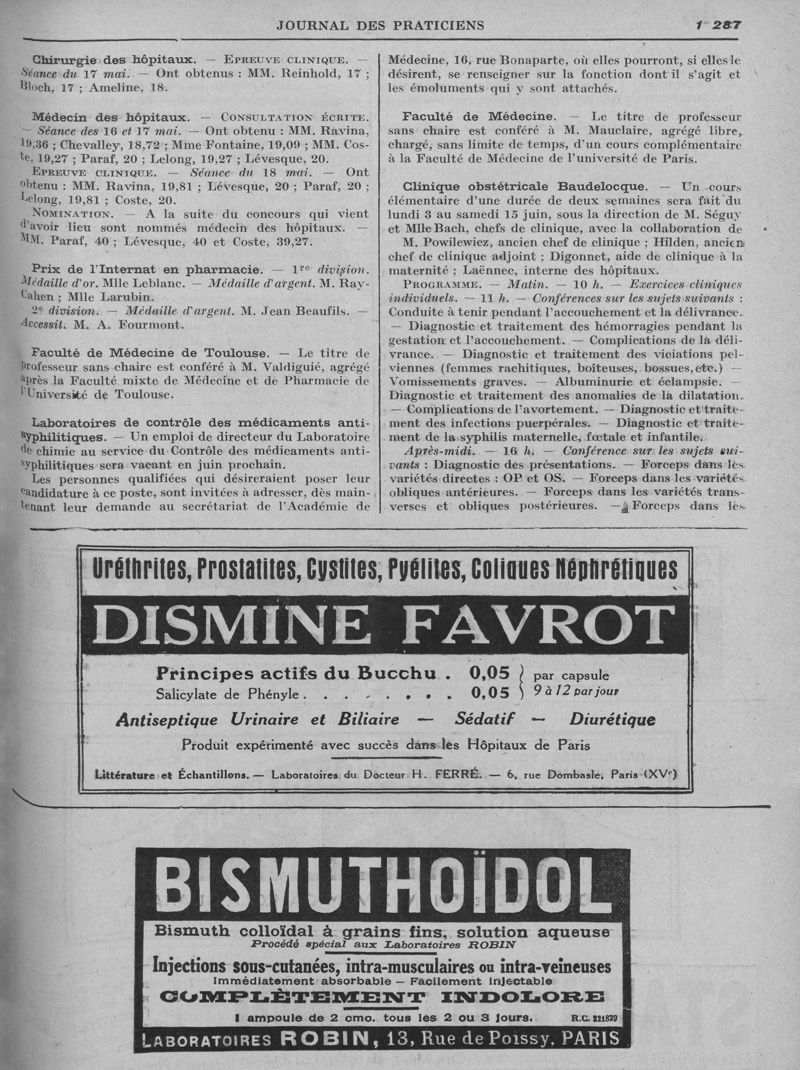 JOURNAL DES PRATICIENS
1 287
Chirurgie des hôpitaux. — EPREUVE CLINIQUE. —
Séance du 17 mai. — Ont obtenus : MM. Reinhold, 17 ;
Bloch, 17 ; Ameline, 18.
Médecin des hôpitaux. — CONSULTATION ÉCRITE.
— Séance des 16 et 17 mai. — Ont obtenu : MM. Ravina,
19,36 ; Chevalley, 18,72 ; Mme Fontaine, 19,09 ; MM. Cos-
te, 19,27 ; Paraf, 20 ; Lelong, 19,27 ; Lévesque, 20.
EPREUVE CLINIQUE. — Séance du 18 mai. — Ont
obtenu : MM. Ravina, 19,81 ; Lévesque, 20 ; Paraf, 20 ;
Lelong, 19,81 ; Coste, 20.
NOMINATION. — A la suite du concours qui vient
d'avoir lieu sont nommés médecin des hôpitaux. —
MM. Paraf, 40 ; Lévesque, 40 et Coste, 39,27.
Prix de l'Internat en pharmacie. — 1re division.
Médaille d'or. Mlle Leblanc. — Médaille d'argent. M. Ray-
Cahen ; Mlle Larubin.
2e division. — Médaille d'argent. M. Jean Beaufils. —
Accessit. M. A. Fourmont.
Faculté de Médecine de Toulouse. — Le titre de
professeur sans chaire est conféré à M. Valdiguié, agrégé
après la Faculté mixte de Médecine et de Pharmacie de
l'Université de Toulouse.
Laboratoires de contrôle des médicaments anti-
syphilitiques. — Un emploi de directeur du Laboratoire
de chimie au service du Contrôle des médicaments anti-
syphilitiques sera vacant en juin prochain.
Les personnes qualifiées qui désireraient poser leur
candidature à ce poste, sont invitées à adresser, dès main-
tenant leur demande au secrétariat de l'Académie de
Médecine, 16, rue Bonaparte, où elles pourront, si elles le
désirent, se renseigner sur la fonction dont il s'agit et
les émoluments qui y sont attachés.
Faculté de Médecine. — Le titre de professeur
sans chaire est conféré à M. Mauclaire, agrégé libre,
chargé, sans limite de temps, d'un cours complémentaire
à la Faculté de Médecine de l'université de Paris.
Clinique obstétricale Baudelocque. — Un cours
élémentaire d'une durée de deux semaines sera fait du
lundi 3 au samedi 15 juin, sous la direction de M. Séguy
et Mlle Bach, chefs de clinique, avec la collaboration de
M. Powilewiez, ancien chef de clinique ; Hilden, ancien
chef de clinique adjoint ; Digonnet, aide de clinique à la
maternité ; Laënnec, interne des hôpitaux.
PROGRAMME. — Matin. — 10 h. — Exercices cliniques
individuels. — 11 h. — Conférences sur les sujets suivants :
Conduite à tenir pendant l'accouchement et la délivrance.
— Diagnostic et traitement des hémorragies pendant la
gestation et l'accouchement. — Complications de la déli-
vrance. — Diagnostic et traitement des viciations pel-
viennes (femmes rachitiques, boîteuses, bossues, etc.) —
Vomissements graves. — Albuminurie et éclampsie. —
Diagnostic et traitement des anomalies de la dilatation.
— Complications de l'avortement. — Diagnostic et traite-
ment des infections puerpérales. — Diagnostic et traite-
ment de la syphilis maternelle, fœtale et infantile.
Après-midi. — 16 h. — Conférence sur les sujets sui-
vants : Diagnostic des présentations. — Forceps dans les
variétés directes : OP et OS. — Forceps dans les variétés
obliques antérieures. — Forceps dans les variétés trans-
verses et obliques postérieures. — Forceps dans les
Uréthrites, Prostatites, Cystites, Pyélites, Coliques Néphrétiques
DISMINE FAVROT
Principes actifs du Bucchu . 0,05 } par capsule
Salicylate de Phényle . . . . . . . . 0,05 } 9 à 12 par jour
Antiseptique Urinaire et Biliaire — Sédatif — Diurétique
Produit expérimenté avec succès dans les Hôpitaux de Paris
Littérature et Échantillons. — Laboratoires du Docteur H. FERRÉ. — 6, rue Dombasle, Paris (XVe)
BISMUTHOÏDOL
Bismuth colloïdal à grains fins, solution aqueuse
Procédé spécial aux Laboratoires ROBIN
Injections sous-cutanées, intra-musculaires ou intra-veineuses
Immédiatement absorbable — Facilement injectable
COMPLÈTEMENT INDOLORE
1 ampoule de 2 cmc. tous les 2 ou 3 jours. R.C. 221839
LABORATOIRES ROBIN, 13, Rue de Poissy, PARIS